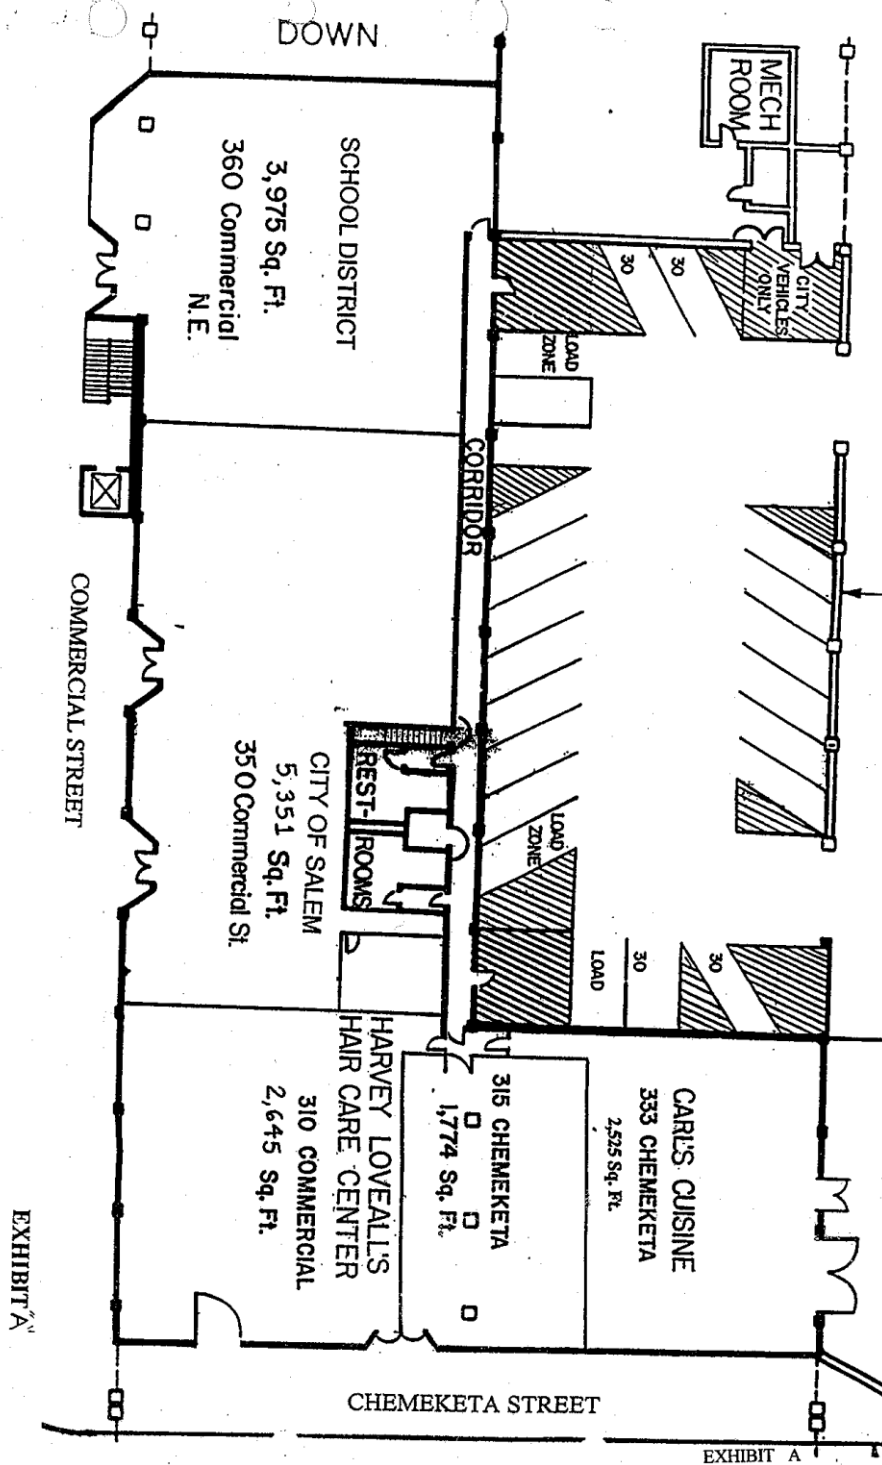 DOWN
MECH
ROOM
SCHOOL DISTRICT
3,975 Sq. Ft.
360 Commercial
N.E.
30
30
CITY
VEHICLES
ONLY
LOAD
ZONE
CORRIDOR
COMMERCIAL STREET
REST-
ROOMS
CITY OF SALEM
5,351 Sq. Ft.
350 Commercial St.
LOAD
ZONE
LOAD
30
30
HARVEY LOVEALL'S
HAIR CARE CENTER
310 COMMERCIAL
2,645 Sq. Ft.
315 CHEMEKETA
1,774 Sq. Ft.
CARL'S CUISINE
333 CHEMEKETA
2,525 Sq. Ft.
EXHIBIT "A"
CHEMEKETA STREET
EXHIBIT A